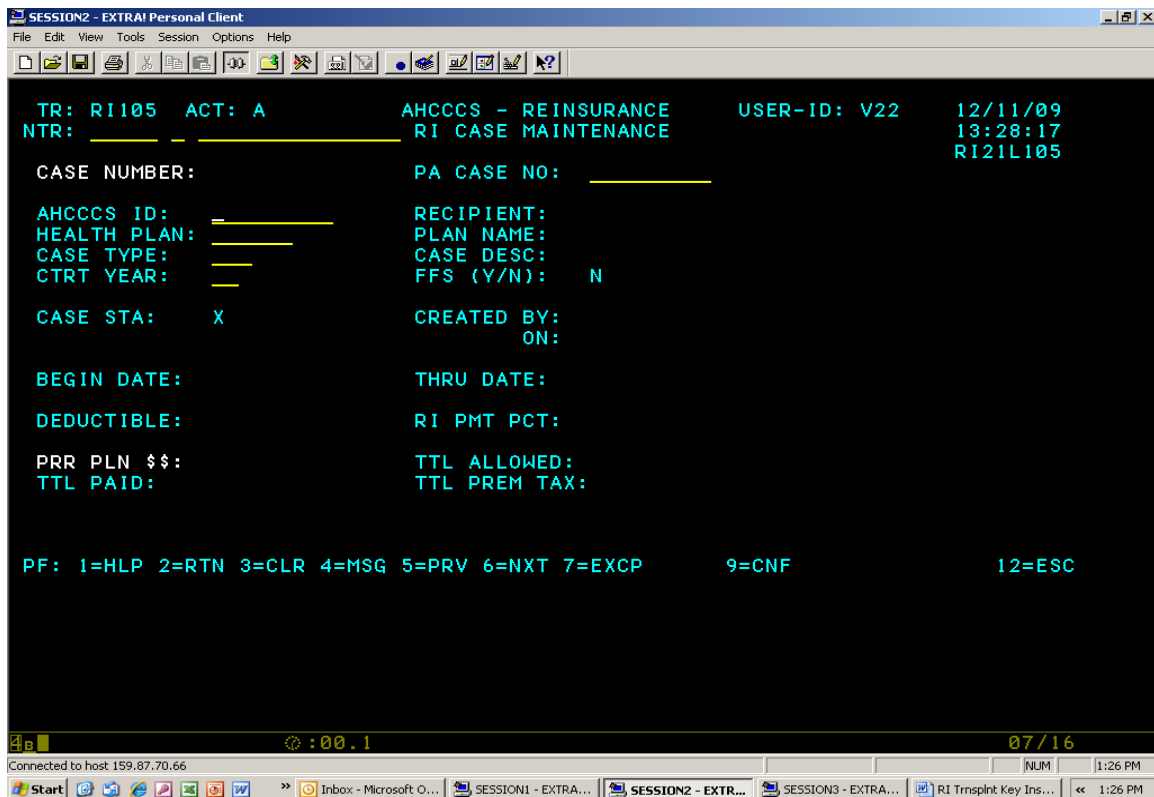 SESSION2 - EXTRA! Personal Client
File Edit View Tools Session Options Help
TR: RI105 ACT: A AHCCCS - REINSURANCE USER-ID: V22 12/11/09
NTR: RI CASE MAINTENANCE 13:28:17
RI21L105
CASE NUMBER: PA CASE NO:
AHCCCS ID: RECIPIENT:
HEALTH PLAN: PLAN NAME:
CASE TYPE: CASE DESC:
CTRT YEAR: FFS (Y/N): N
CASE STA: X CREATED BY:
ON:
BEGIN DATE: THRU DATE:
DEDUCTIBLE: RI PMT PCT:
PRR PLN $$: TTL ALLOWED:
TTL PAID: TTL PREM TAX:
PF: 1=HLP 2=RTN 3=CLR 4=MSG 5=PRV 6=NXT 7=EXCP 9=CNF 12=ESC
4B :00.1 07/16
Connected to host 159.87.70.66 NUM 1:26 PM
Start » Inbox - Microsoft O... SESSION1 - EXTRA... SESSION2 - EXTR... SESSION3 - EXTRA... RI Trnsplnt Key Ins... « 1:26 PM